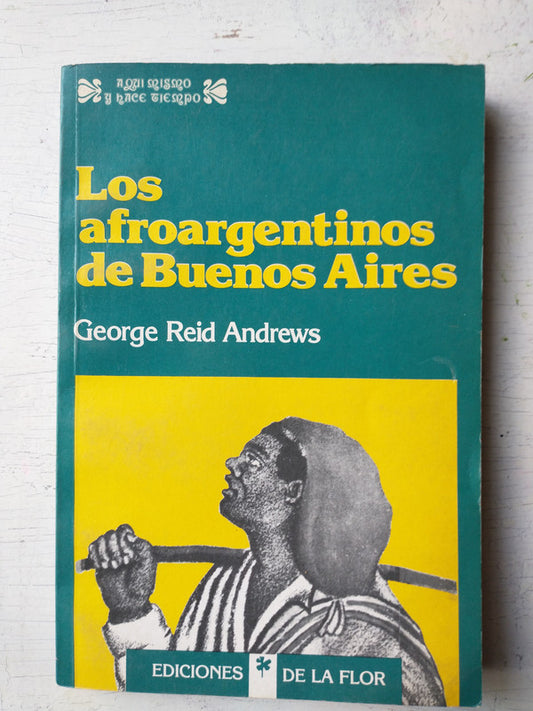 AQUI MISMO
Y HACE TIEMPO
Los
afroargentinos
de Buenos Aires
George Reid Andrews
EDICIONES DE LA FLOR